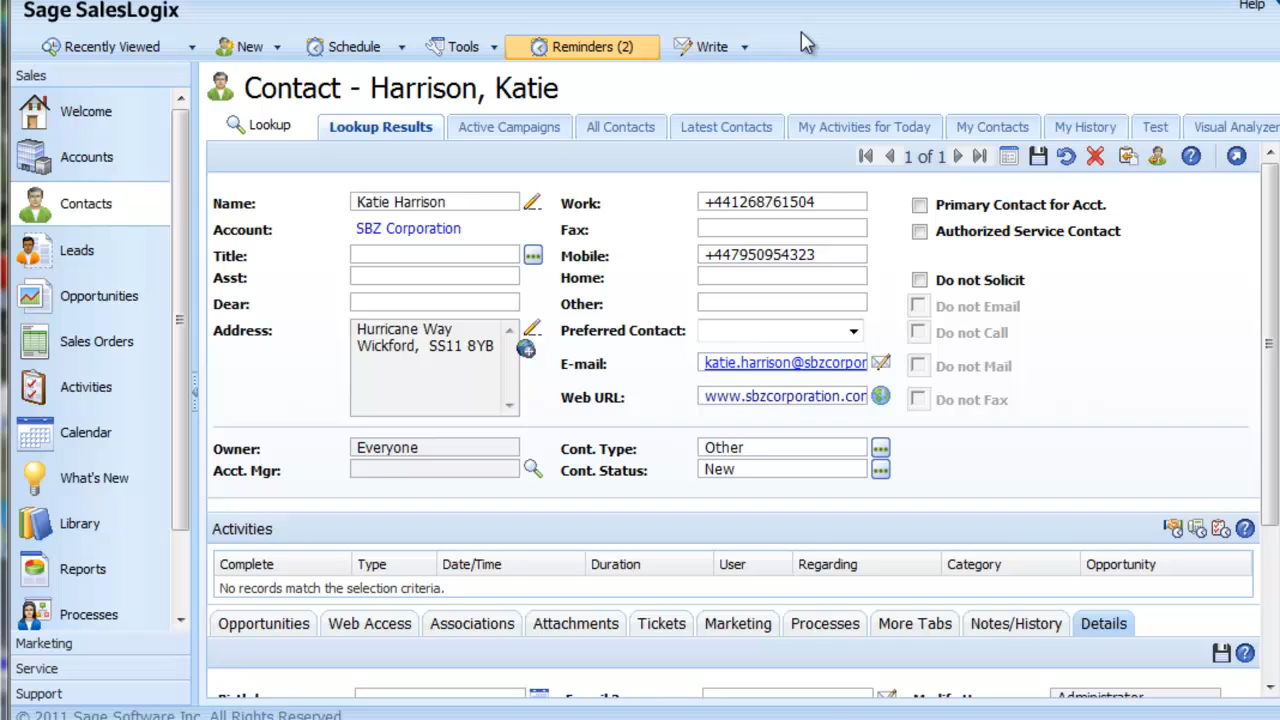 Sage SalesLogix
Help
Recently Viewed New Schedule Tools Reminders (2) Write
Sales
Welcome
Accounts
Contacts
Leads
Opportunities
Sales Orders
Activities
Calendar
What's New
Library
Reports
Processes
Marketing
Service
Support
Contact - Harrison, Katie
Lookup Lookup Results Active Campaigns All Contacts Latest Contacts My Activities for Today My Contacts My History Test Visual Analyzer
1 of 1
Name: Katie Harrison
Account: SBZ Corporation
Title:
Asst:
Dear:
Address: Hurricane Way
Wickford, SS11 8YB
Work: +441268761504
Fax:
Mobile: +447950954323
Home:
Other:
Preferred Contact:
E-mail: katie.harrison@sbzcorpor
Web URL: www.sbzcorporation.com
Primary Contact for Acct.
Authorized Service Contact
Do not Solicit
Do not Email
Do not Call
Do not Mail
Do not Fax
Owner: Everyone
Acct. Mgr:
Cont. Type: Other
Cont. Status: New
Activities
Complete Type Date/Time Duration User Regarding Category Opportunity
No records match the selection criteria.
Opportunities Web Access Associations Attachments Tickets Marketing Processes More Tabs Notes/History Details
Administrator
© 2011 Sage Software Inc. All Rights Reserved